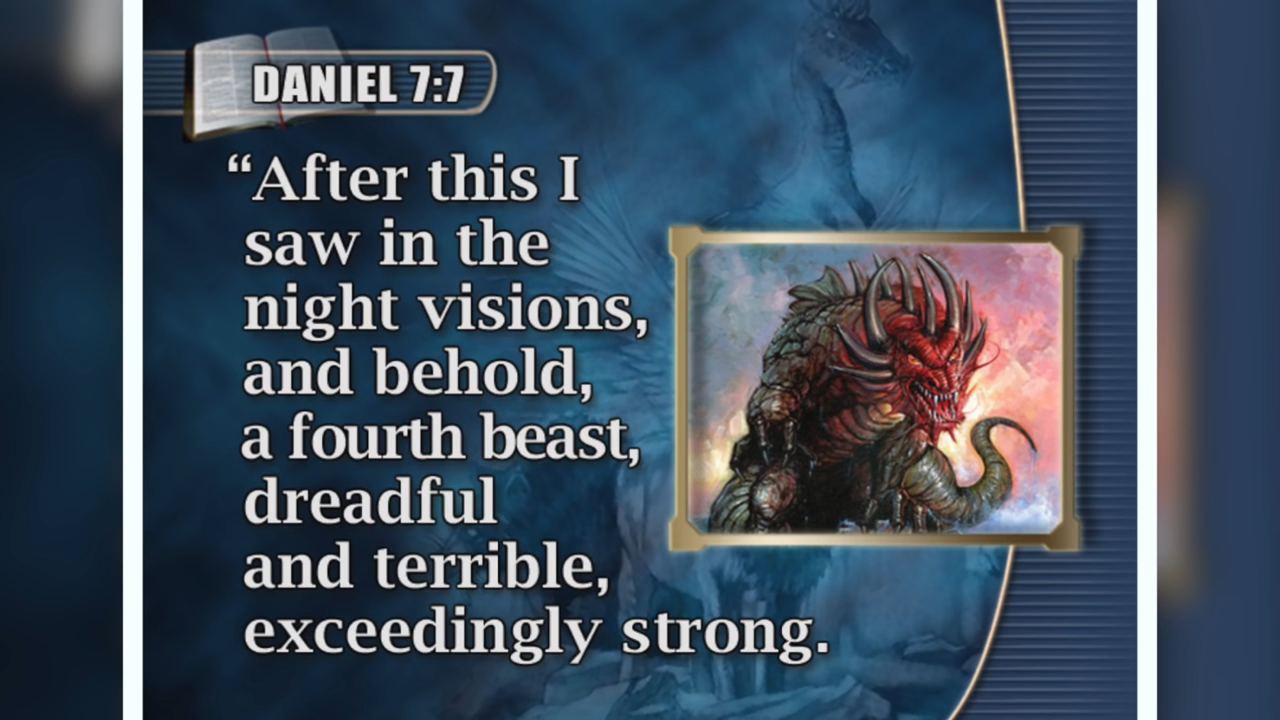 DANIEL 7:7
“After this I
saw in the
night visions,
and behold,
a fourth beast,
dreadful
and terrible,
exceedingly strong.